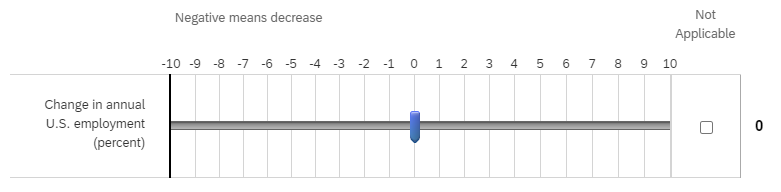 Negative means decrease
Not
Applicable
-10 -9 -8 -7 -6 -5 -4 -3 -2 -1 0 1 2 3 4 5 6 7 8 9 10
Change in annual
U.S. employment
(percent)
0